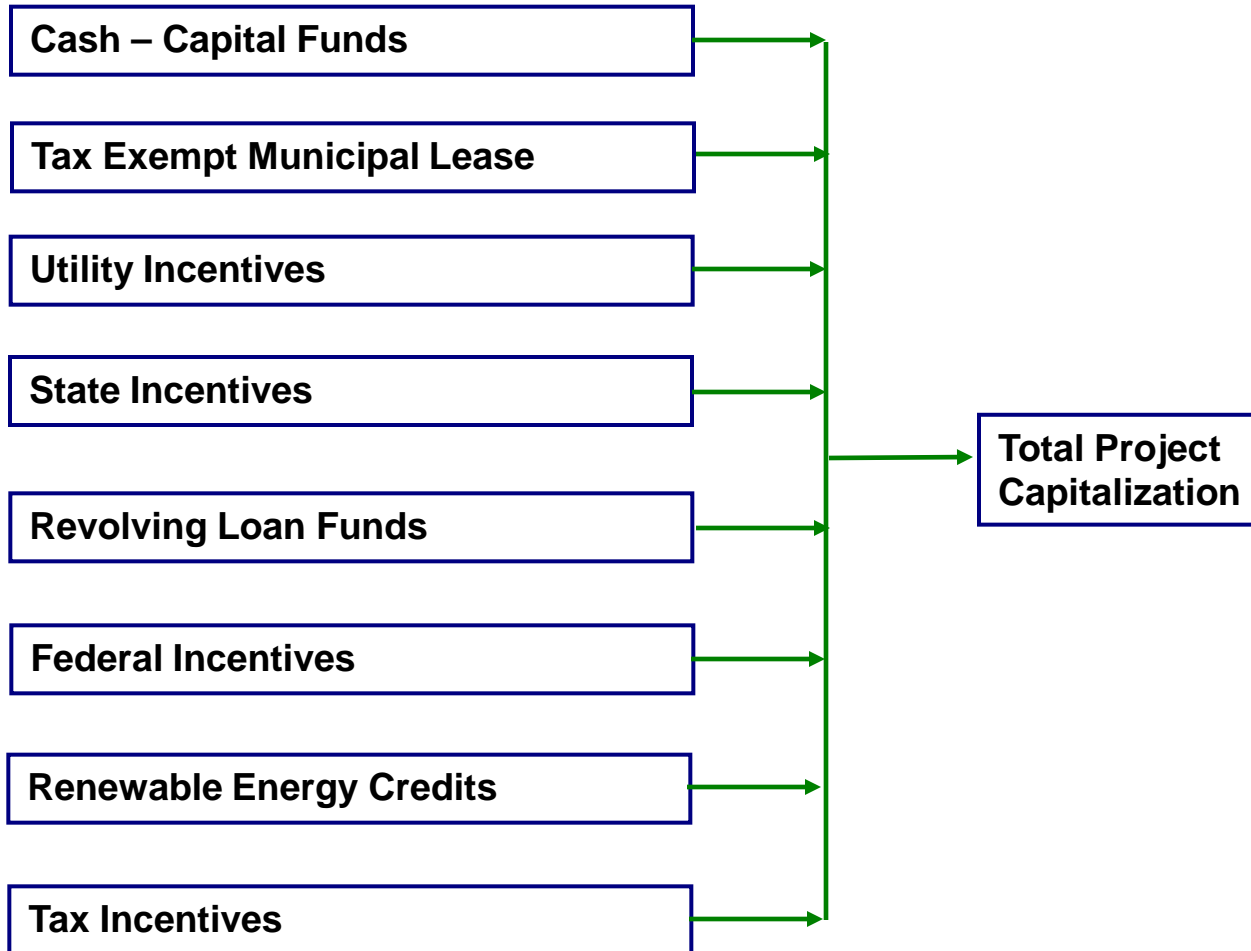 Cash – Capital Funds
Tax Exempt Municipal Lease
Utility Incentives
State Incentives
Revolving Loan Funds
Federal Incentives
Renewable Energy Credits
Tax Incentives
Total Project
Capitalization